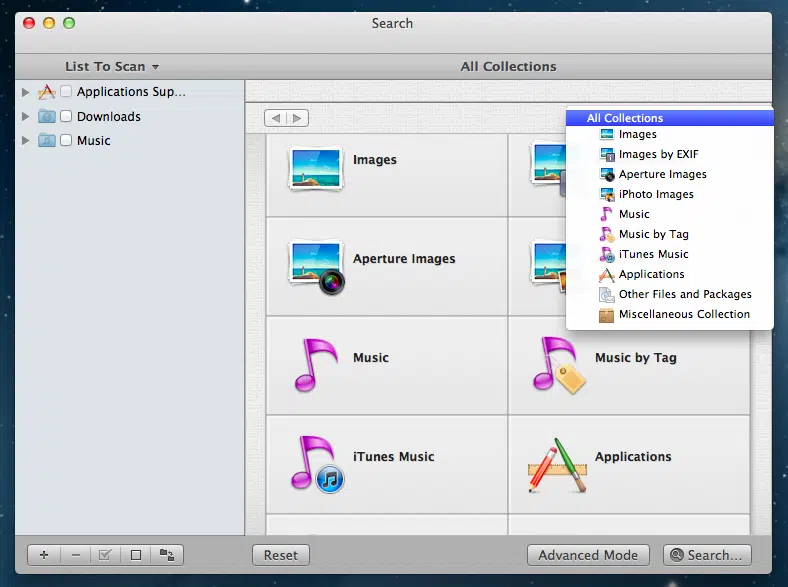 Search
List To Scan
All Collections
Applications Sup...
Downloads
Music
All Collections
Images
Images by EXIF
Aperture Images
iPhoto Images
Music
Music by Tag
iTunes Music
Applications
Other Files and Packages
Miscellaneous Collection
Images
Aperture Images
Music
Music by Tag
iTunes Music
Applications
Reset
Advanced Mode
Search...